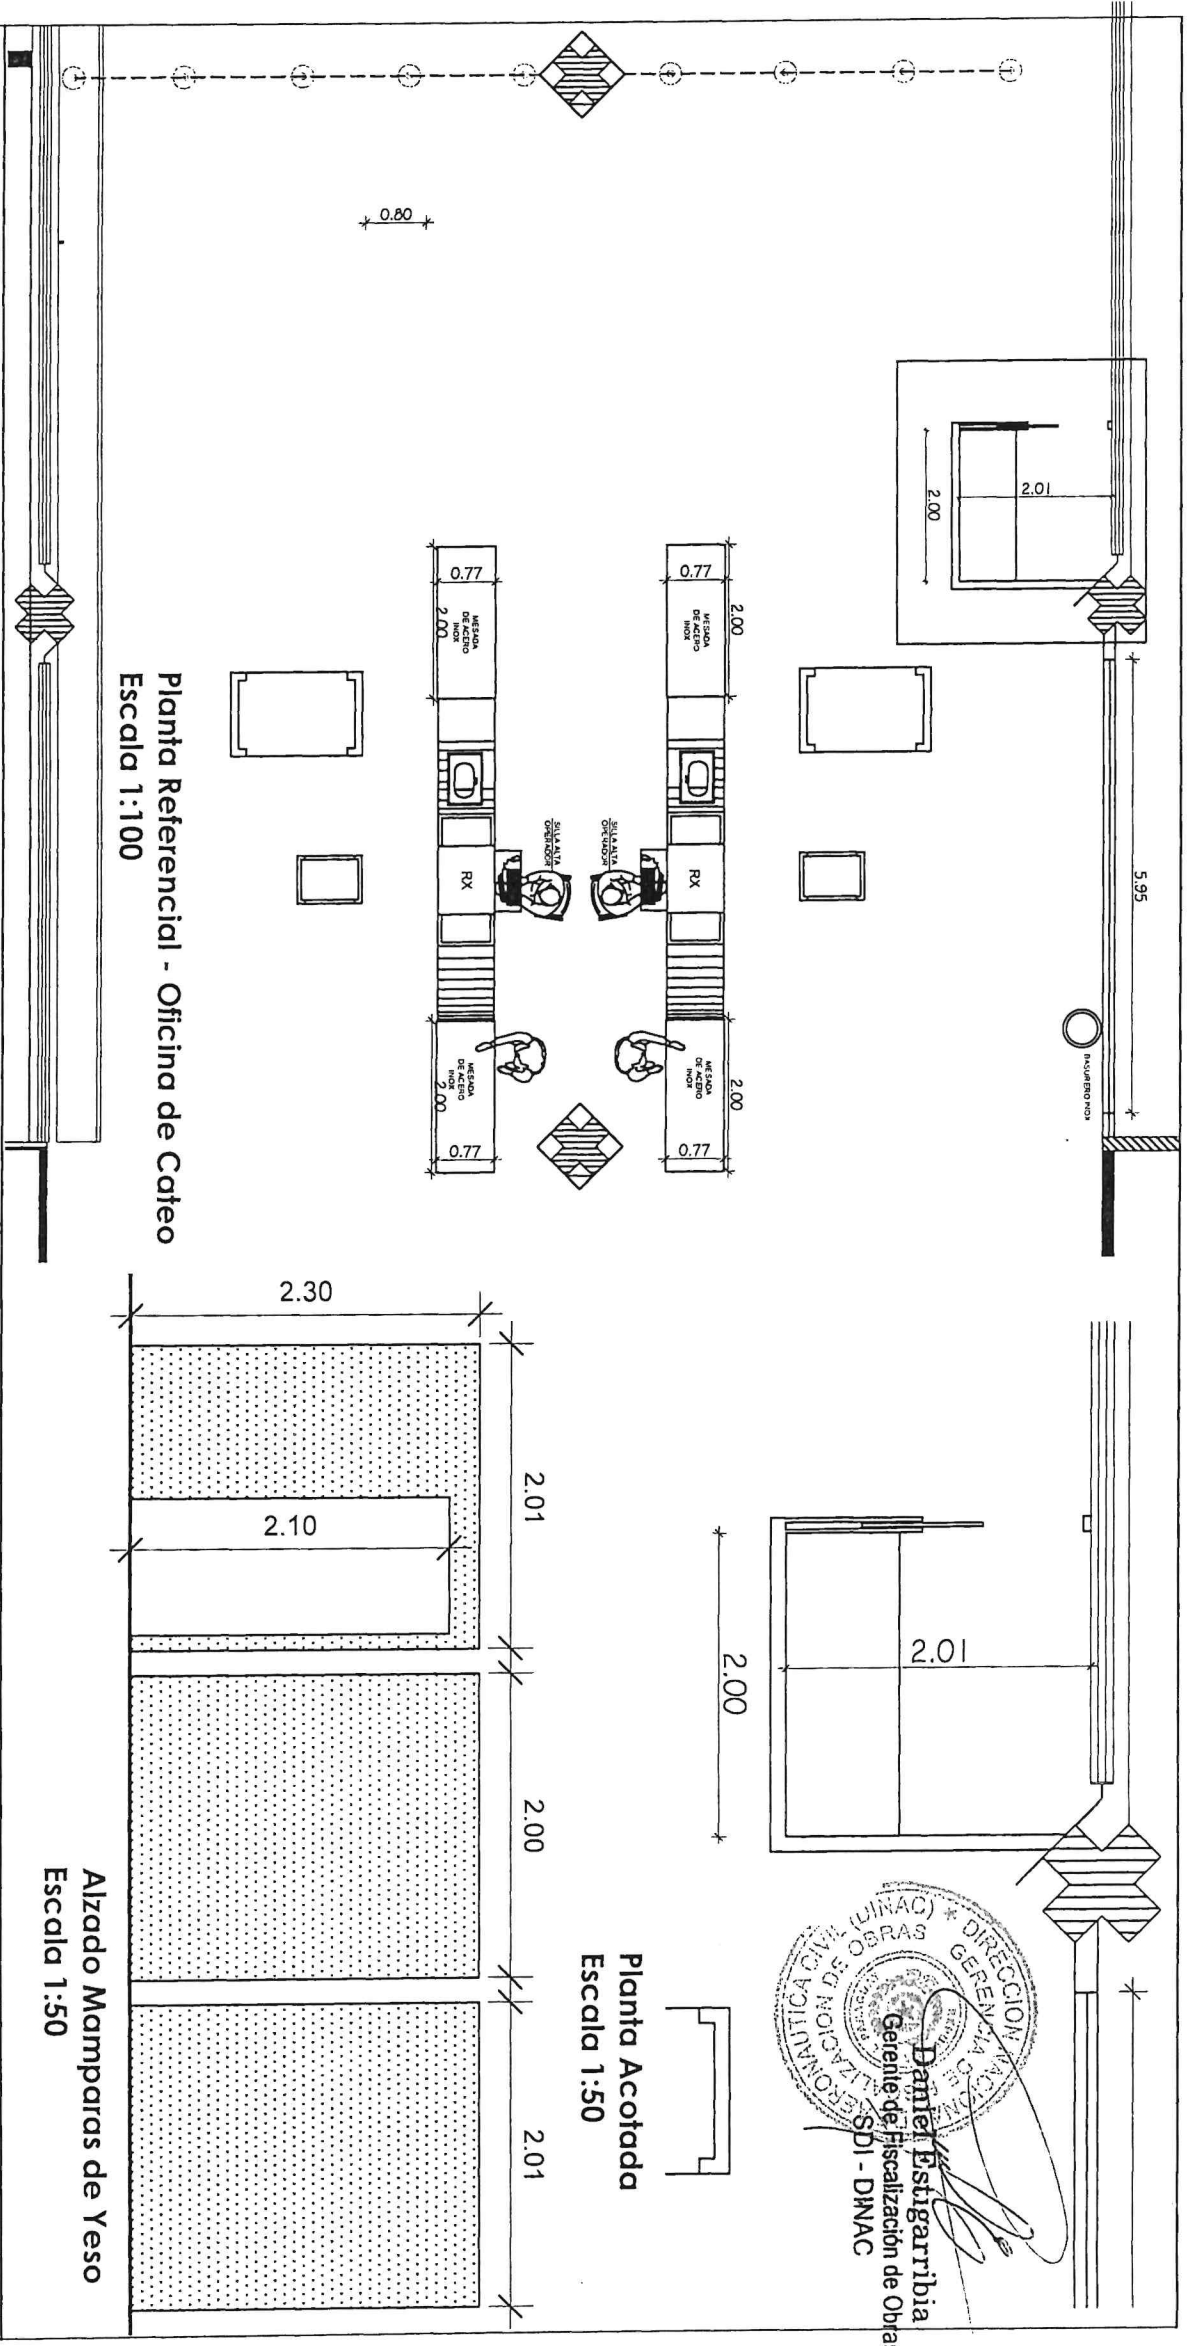 0.80
2.01
2.00
5.95
BASURERO INOX
2.00
0.77
MESADA
DE ACERO
INOX
RX
SILLA ALTA
OPERADOR
2.00
MESADA
DE ACERO
INOX
0.77
0.77
MESADA
DE ACERO
INOX
2.00
RX
SILLA ALTA
OPERADOR
MESADA
DE ACERO
INOX
2.00
0.77
Planta Referencial - Oficina de Cateo
Escala 1:100
2.01
2.00
Planta Acotada
Escala 1:50
DIRECCION NACIONAL DE AERONAUTICA CIVIL (DINAC) *
GERENCIA DE FISCALIZACION DE OBRAS
Daniel Estigarribia
Gerente de Fiscalización de Obras
SDI - DINAC
2.30
2.01
2.10
2.00
2.01
Alzado Mamparas de Yeso
Escala 1:50